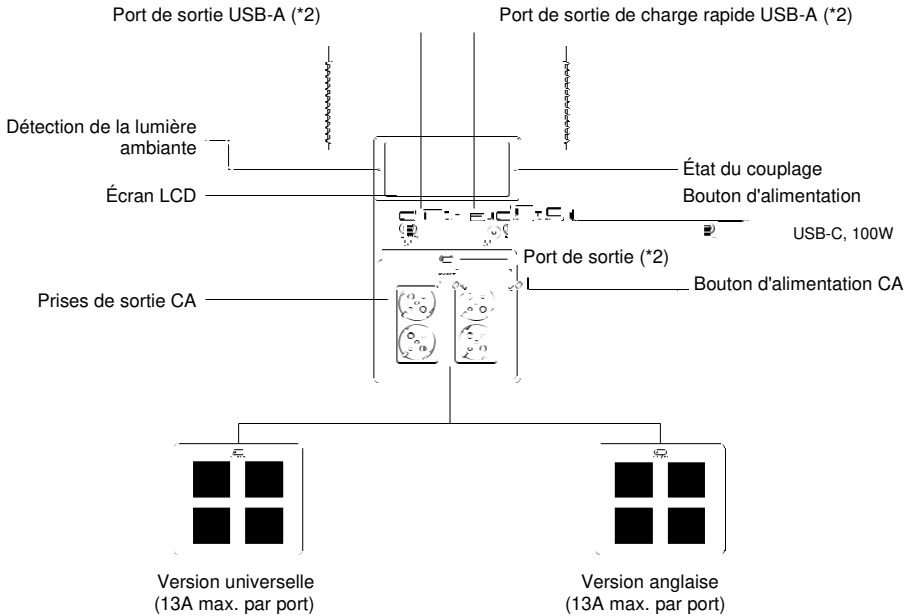 Port de sortie USB-A (*2)
Port de sortie de charge rapide USB-A (*2)
Détection de la lumière
ambiante
État du couplage
Écran LCD
Bouton d'alimentation
USB-C, 100W
Port de sortie (*2)
Prises de sortie CA
Bouton d'alimentation CA
Version universelle
(13A max. par port)
Version anglaise
(13A max. par port)